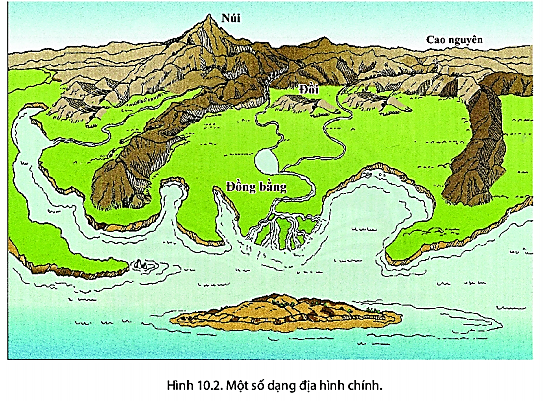 Núi
Cao nguyên
Đồi
Đồng bằng
Hình 10.2. Một số dạng địa hình chính.